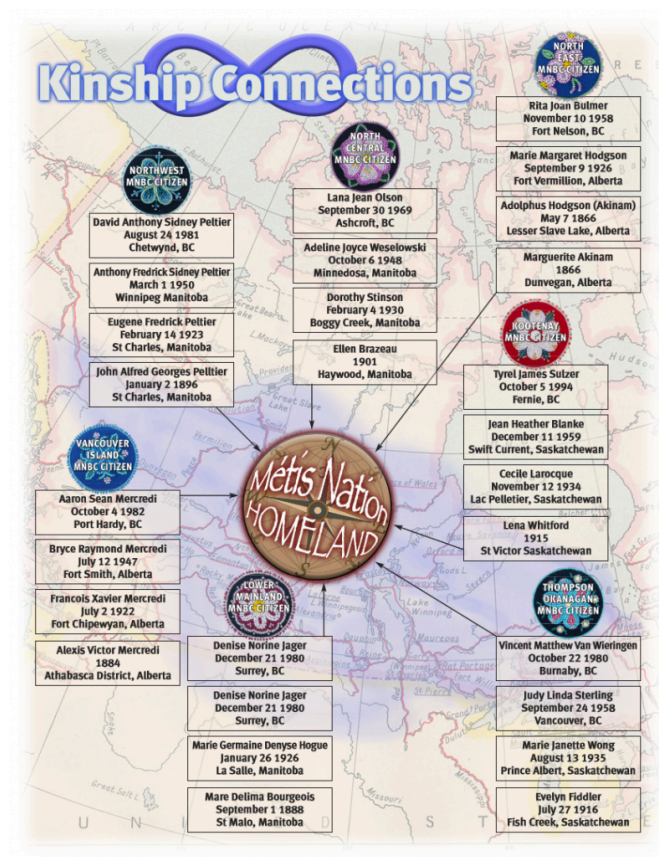 Kinship Connections
NORTH
EAST
MNBC CITIZEN
Rita Joan Bulmer
November 10 1958
Fort Nelson, BC
Marie Margaret Hodgson
September 9 1926
Fort Vermillion, Alberta
Adolphus Hodgson (Akinam)
May 7 1866
Lesser Slave Lake, Alberta
Marguerite Akinam
1866
Dunvegan, Alberta
NORTH
CENTRAL
MNBC CITIZEN
Lana Jean Olson
September 30 1969
Ashcroft, BC
Adeline Joyce Weselowski
October 6 1948
Minnedosa, Manitoba
Dorothy Stinson
February 4 1930
Boggy Creek, Manitoba
Ellen Brazeau
1901
Haywood, Manitoba
NORTHWEST
MNBC CITIZEN
David Anthony Sidney Peltier
August 24 1981
Chetwynd, BC
Anthony Fredrick Sidney Peltier
March 1 1950
Winnipeg Manitoba
Eugene Fredrick Peltier
February 14 1923
St Charles, Manitoba
John Alfred Georges Pelltier
January 2 1896
St Charles, Manitoba
KOOTENAY
MNBC CITIZEN
Tyrel James Sulzer
October 5 1994
Fernie, BC
Jean Heather Blanke
December 11 1959
Swift Current, Saskatchewan
Cecile Larocque
November 12 1934
Lac Pelletier, Saskatchewan
Lena Whitford
1915
St Victor Saskatchewan
Métis Nation
HOMELAND
VANCOUVER
ISLAND
MNBC CITIZEN
Aaron Sean Mercredi
October 4 1982
Port Hardy, BC
Bryce Raymond Mercredi
July 12 1947
Fort Smith, Alberta
Francois Xavier Mercredi
July 2 1922
Fort Chipewyan, Alberta
Alexis Victor Mercredi
1884
Athabasca District, Alberta
LOWER
MAINLAND
MNBC CITIZEN
Denise Norine Jager
December 21 1980
Surrey, BC
Denise Norine Jager
December 21 1980
Surrey, BC
Marie Germaine Denyse Hogue
January 26 1926
La Salle, Manitoba
Mare Delima Bourgeois
September 1 1888
St Malo, Manitoba
THOMPSON
OKANAGAN
MNBC CITIZEN
Vincent Matthew Van Wieringen
October 22 1980
Burnaby, BC
Judy Linda Sterling
September 24 1958
Vancouver, BC
Marie Janette Wong
August 13 1935
Prince Albert, Saskatchewan
Evelyn Fiddler
July 27 1916
Fish Creek, Saskatchewan